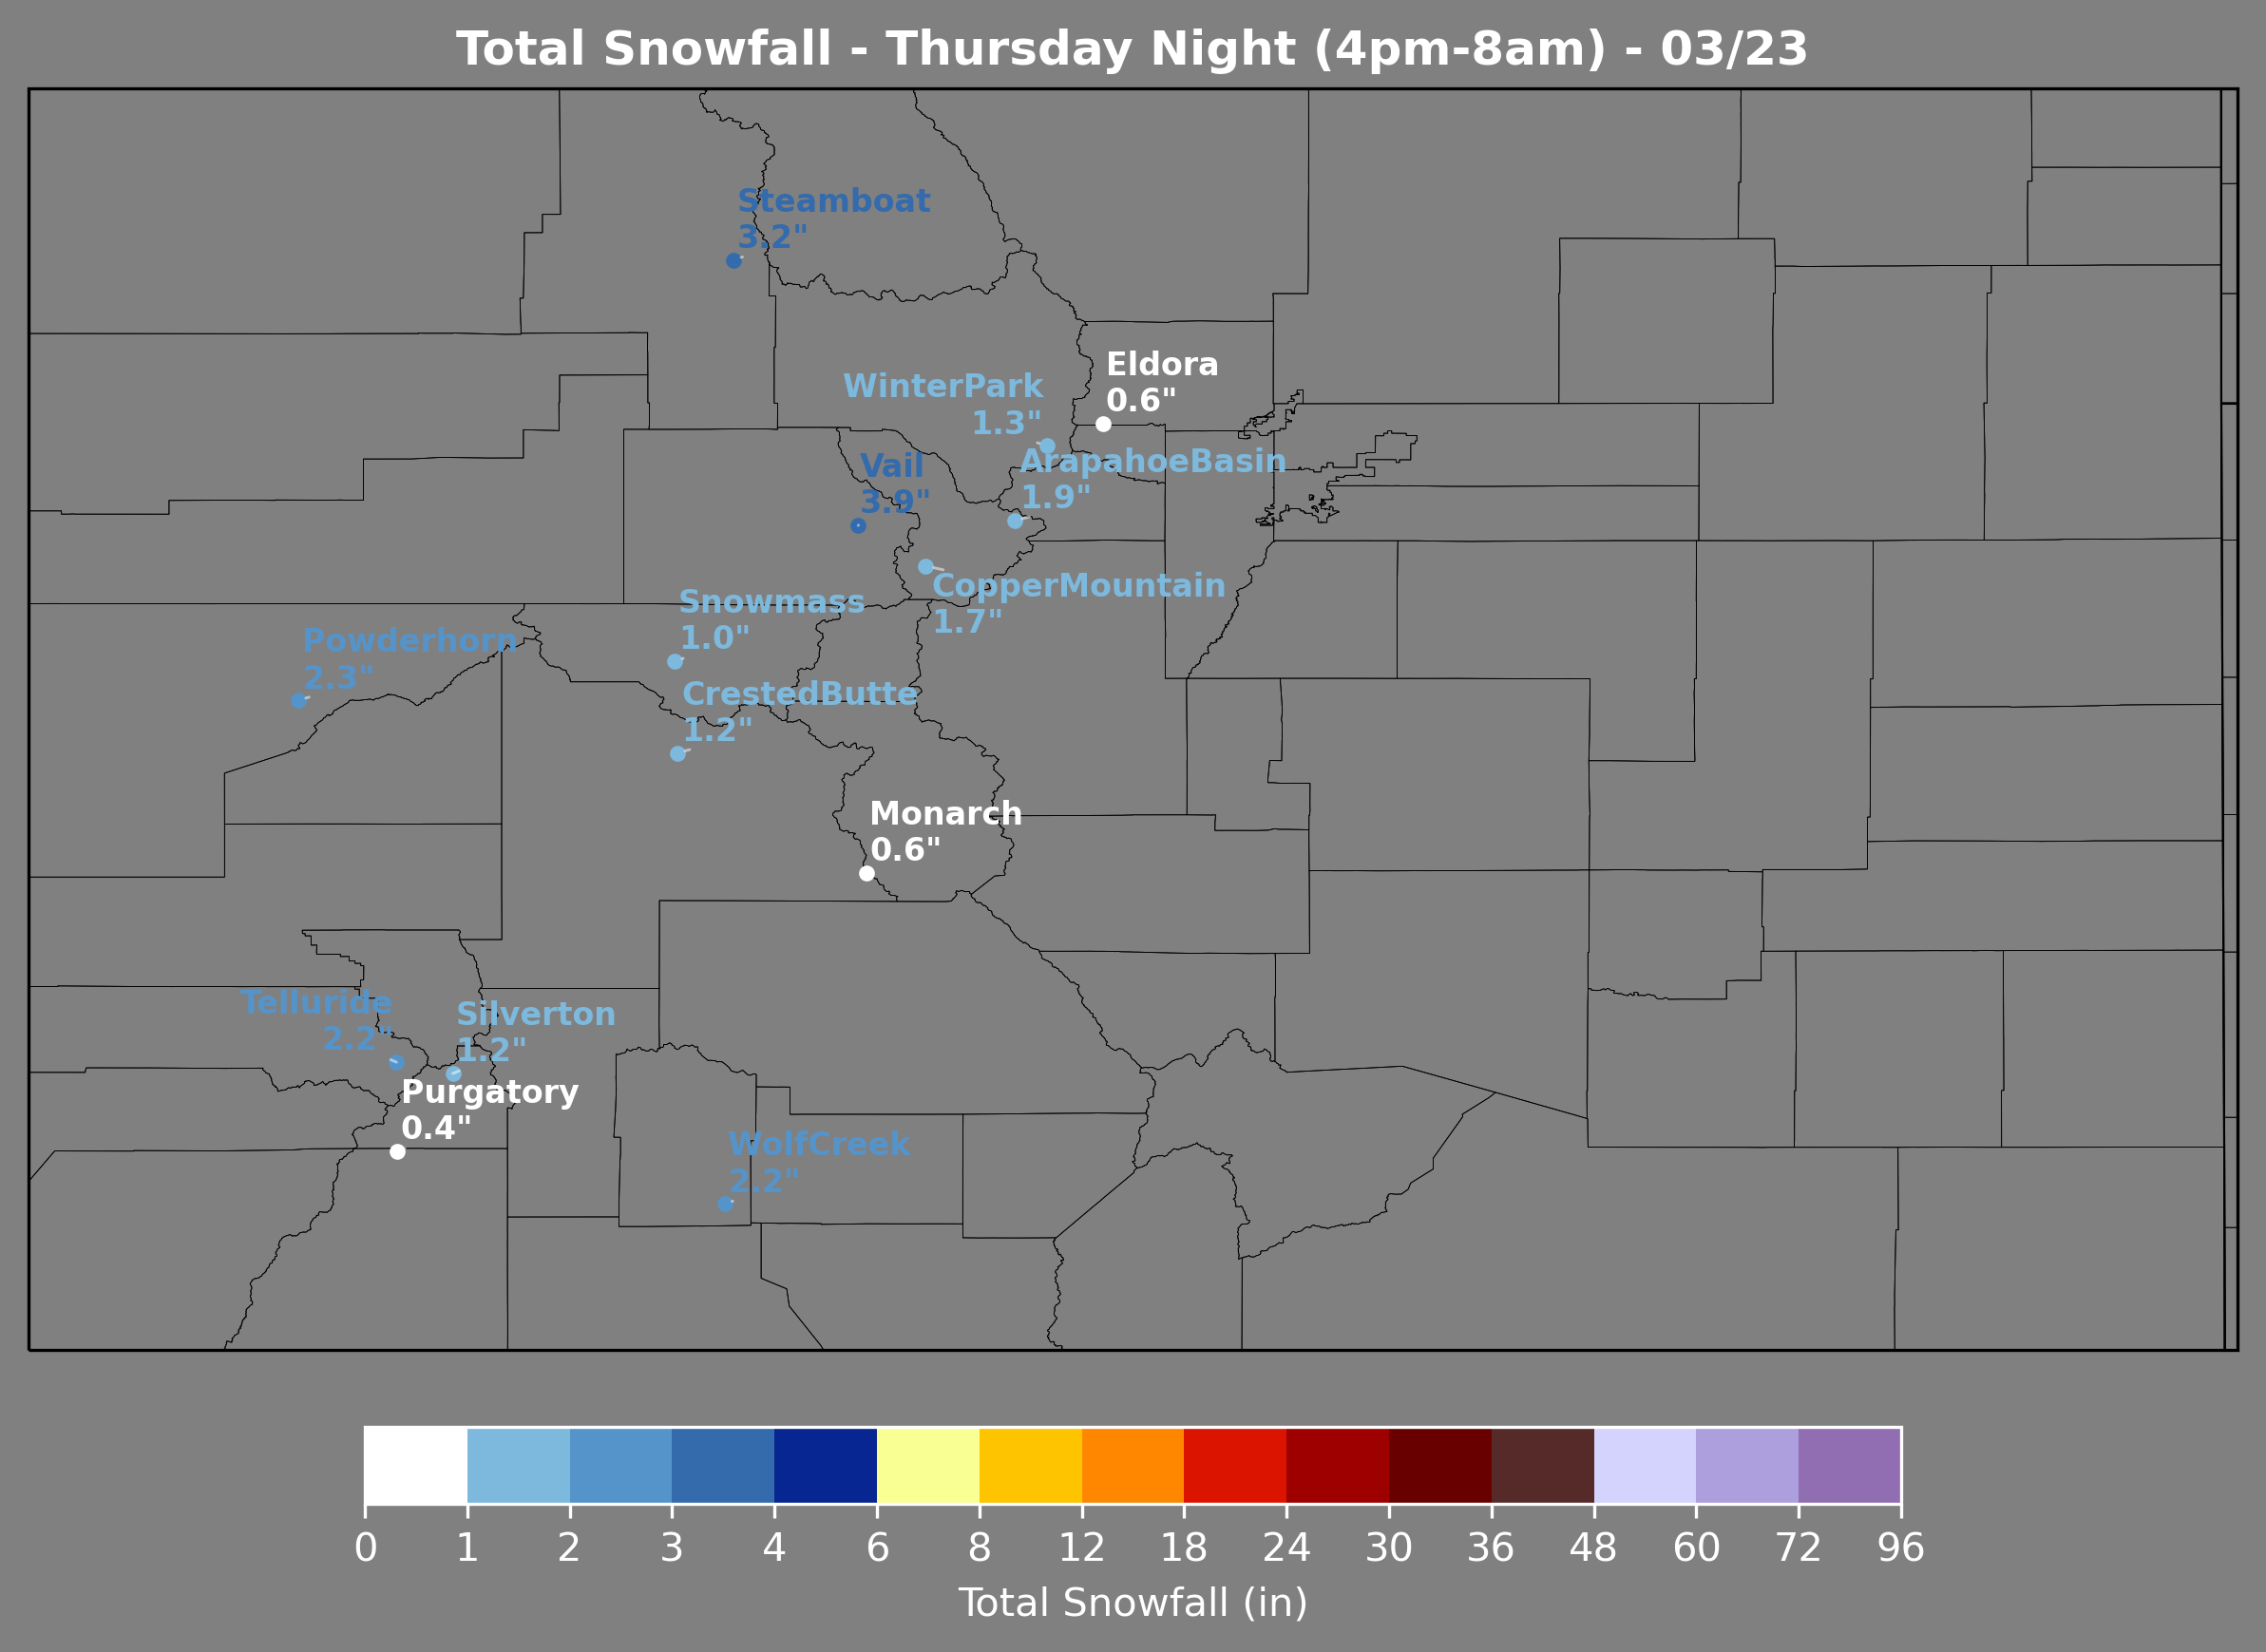 Total Snowfall - Thursday Night (4pm-8am) - 03/23
Steamboat
3.2"
Eldora
0.6"
WinterPark
1.3"
Vail
3.9"
ArapahoeBasin
1.9"
CopperMountain
1.7"
Snowmass
1.0"
Powderhorn
2.3"
CrestedButte
1.2"
Monarch
0.6"
Telluride
2.2"
Silverton
1.2"
Purgatory
0.4"
WolfCreek
2.2"
0 1 2 3 4 6 8 12 18 24 30 36 48 60 72 96
Total Snowfall (in)